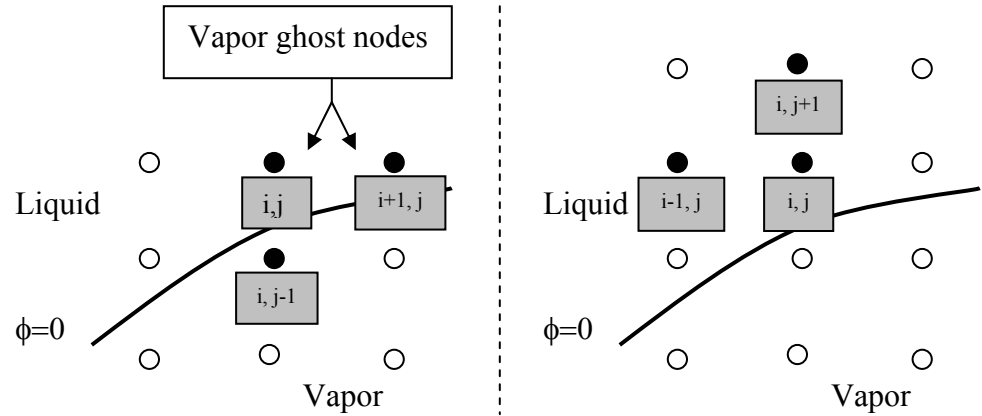 Vapor ghost nodes
Liquid
i,j
i+1, j
i, j-1
ϕ=0
Vapor
i, j+1
Liquid
i-1, j
i, j
ϕ=0
Vapor